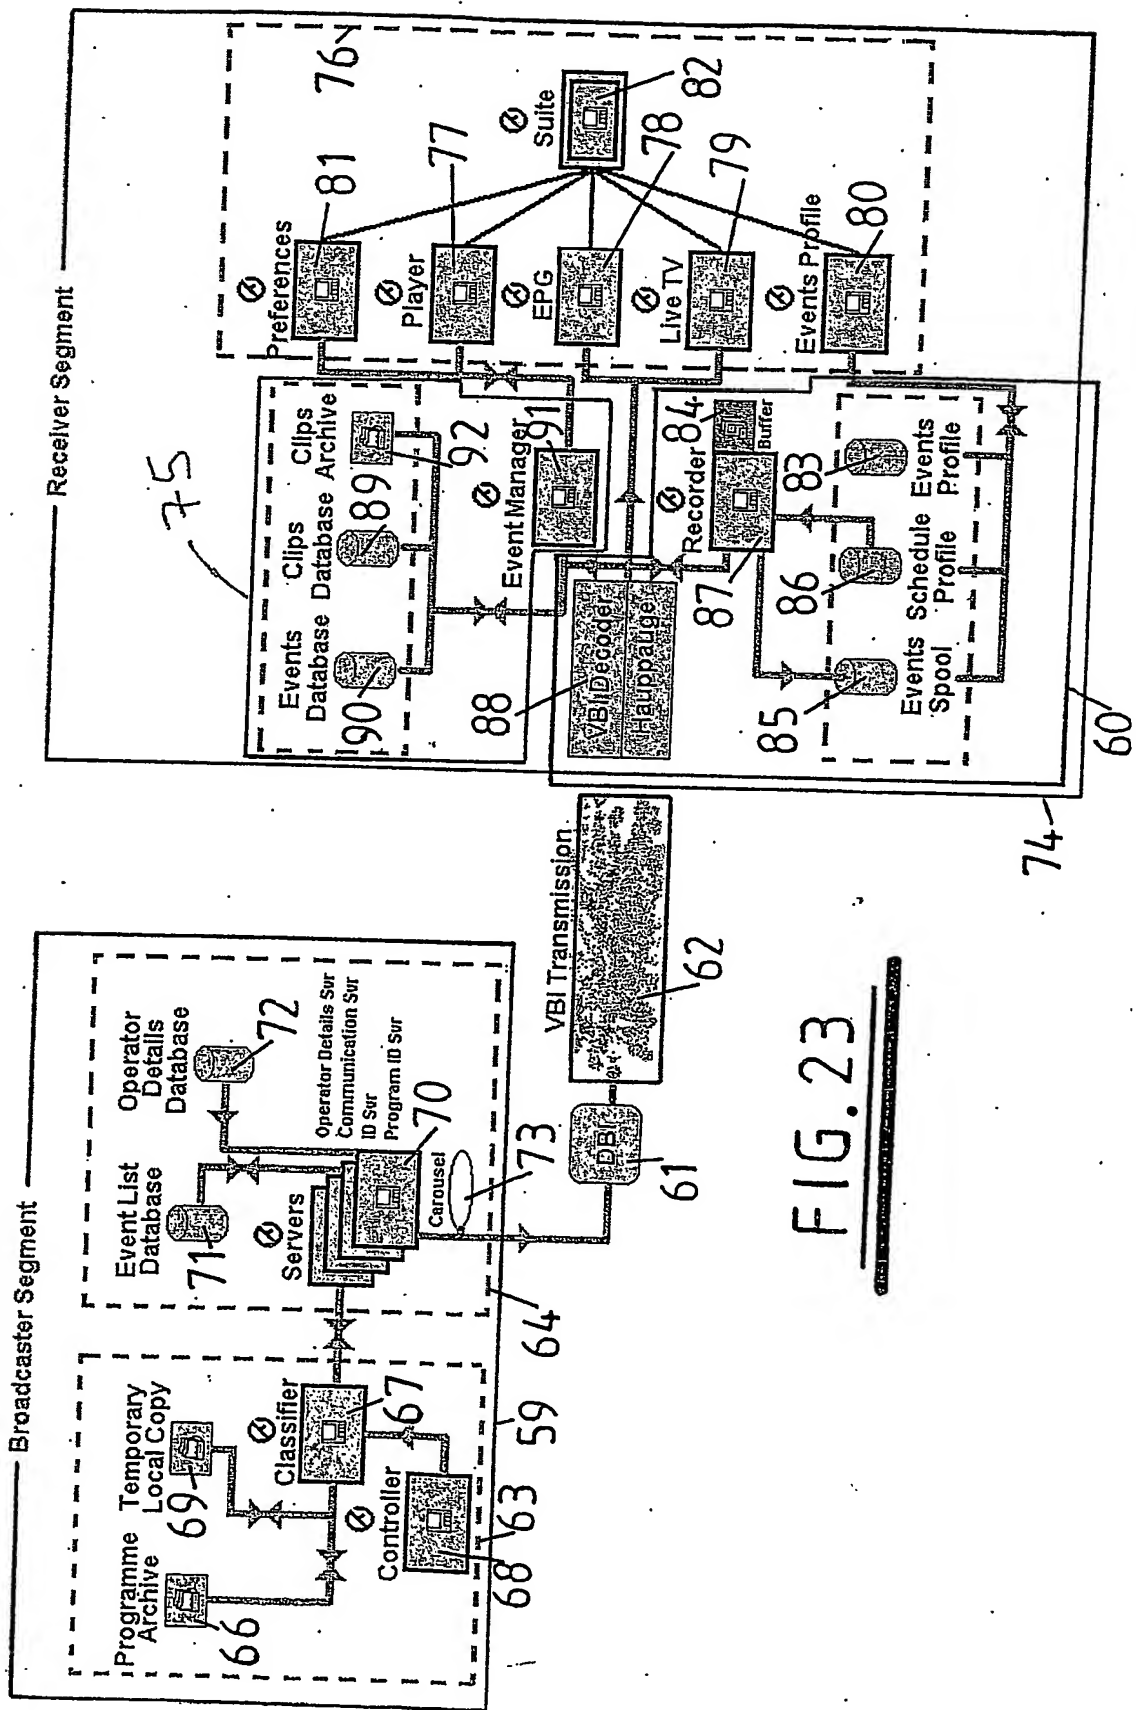 Broadcaster Segment
Programme
Archive
66
Temporary
Local Copy
69
Classifier
67
Controller
68
63
59
Event List
Database
71
Operator
Details
Database
72
Servers
Operator Details Svr
Communication Svr
ID Svr
Program ID Svr
70
Carousel
73
64
DBI
61
VBI Transmission
62
Receiver Segment
75
Events
Database
90
Clips
Database
89
Clips
Archive
92
Event Manager
91
88
VBI Decoder
Hauppauge
Recorder
84
Buffer
87
85
Events
Spool
86
Schedule
Profile
83
Events
Profile
60
74
76
Preferences
81
Player
77
EPG
78
Live TV
79
Events Profile
80
Suite
82
FIG. 23